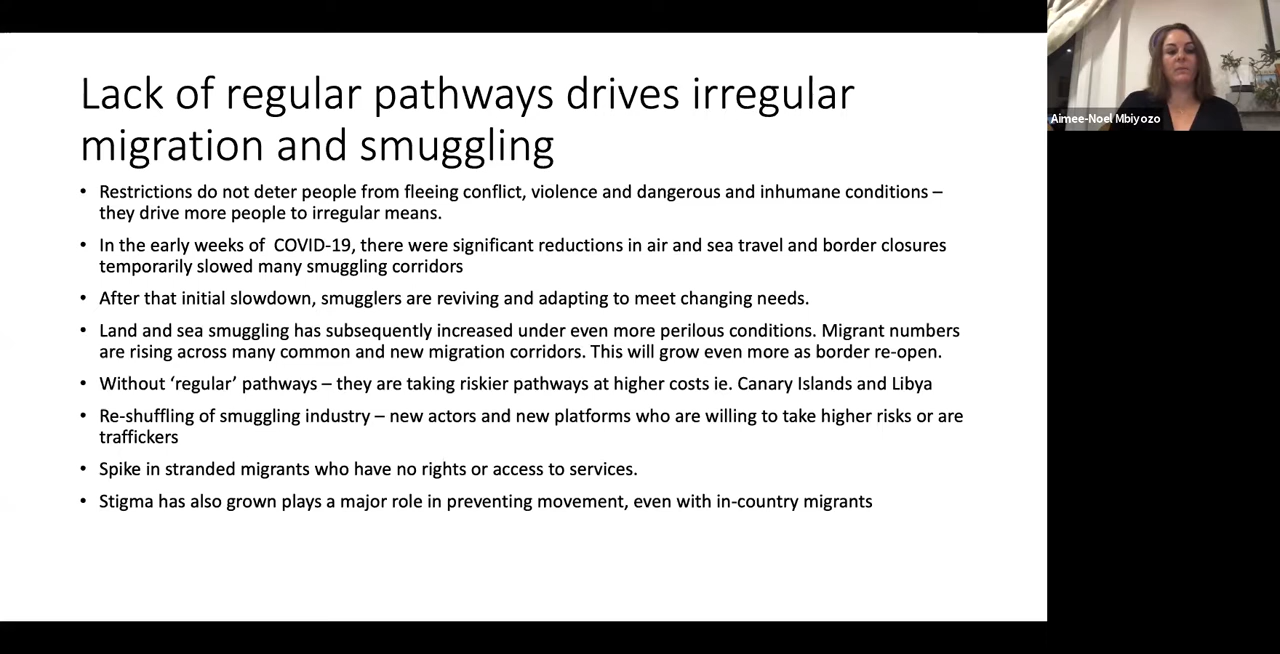 Lack of regular pathways drives irregular
migration and smuggling
• Restrictions do not deter people from fleeing conflict, violence and dangerous and inhumane conditions –
they drive more people to irregular means.
• In the early weeks of  COVID-19, there were significant reductions in air and sea travel and border closures
temporarily slowed many smuggling corridors
• After that initial slowdown, smugglers are reviving and adapting to meet changing needs.
• Land and sea smuggling has subsequently increased under even more perilous conditions. Migrant numbers
are rising across many common and new migration corridors. This will grow even more as border re-open.
• Without ‘regular’ pathways – they are taking riskier pathways at higher costs ie. Canary Islands and Libya
• Re-shuffling of smuggling industry – new actors and new platforms who are willing to take higher risks or are
traffickers
• Spike in stranded migrants who have no rights or access to services.
• Stigma has also grown plays a major role in preventing movement, even with in-country migrants
Aimee-Noel Mbiyozo